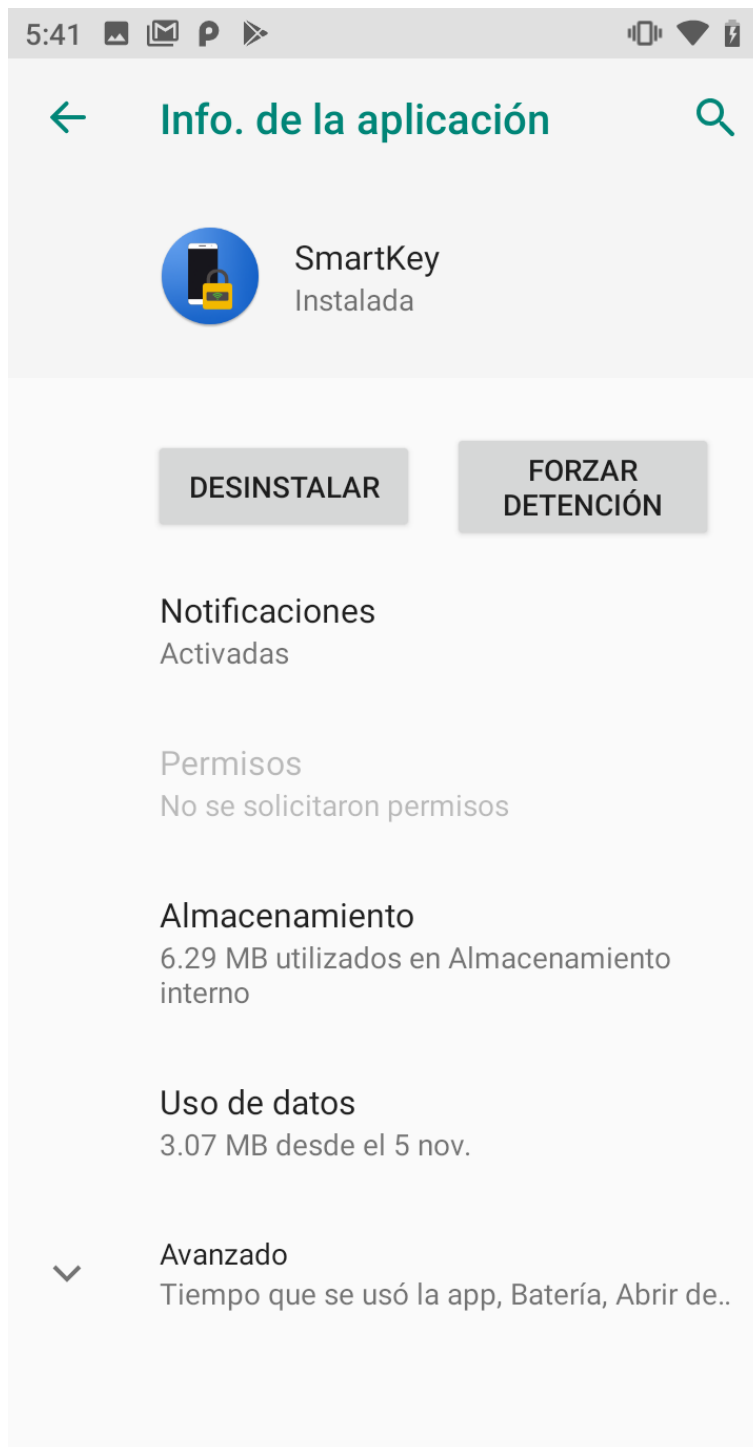 5:41
Info. de la aplicación
SmartKey
Instalada
DESINSTALAR
FORZAR
DETENCIÓN
Notificaciones
Activadas
Permisos
No se solicitaron permisos
Almacenamiento
6.29 MB utilizados en Almacenamiento
interno
Uso de datos
3.07 MB desde el 5 nov.
Avanzado
Tiempo que se usó la app, Batería, Abrir de..